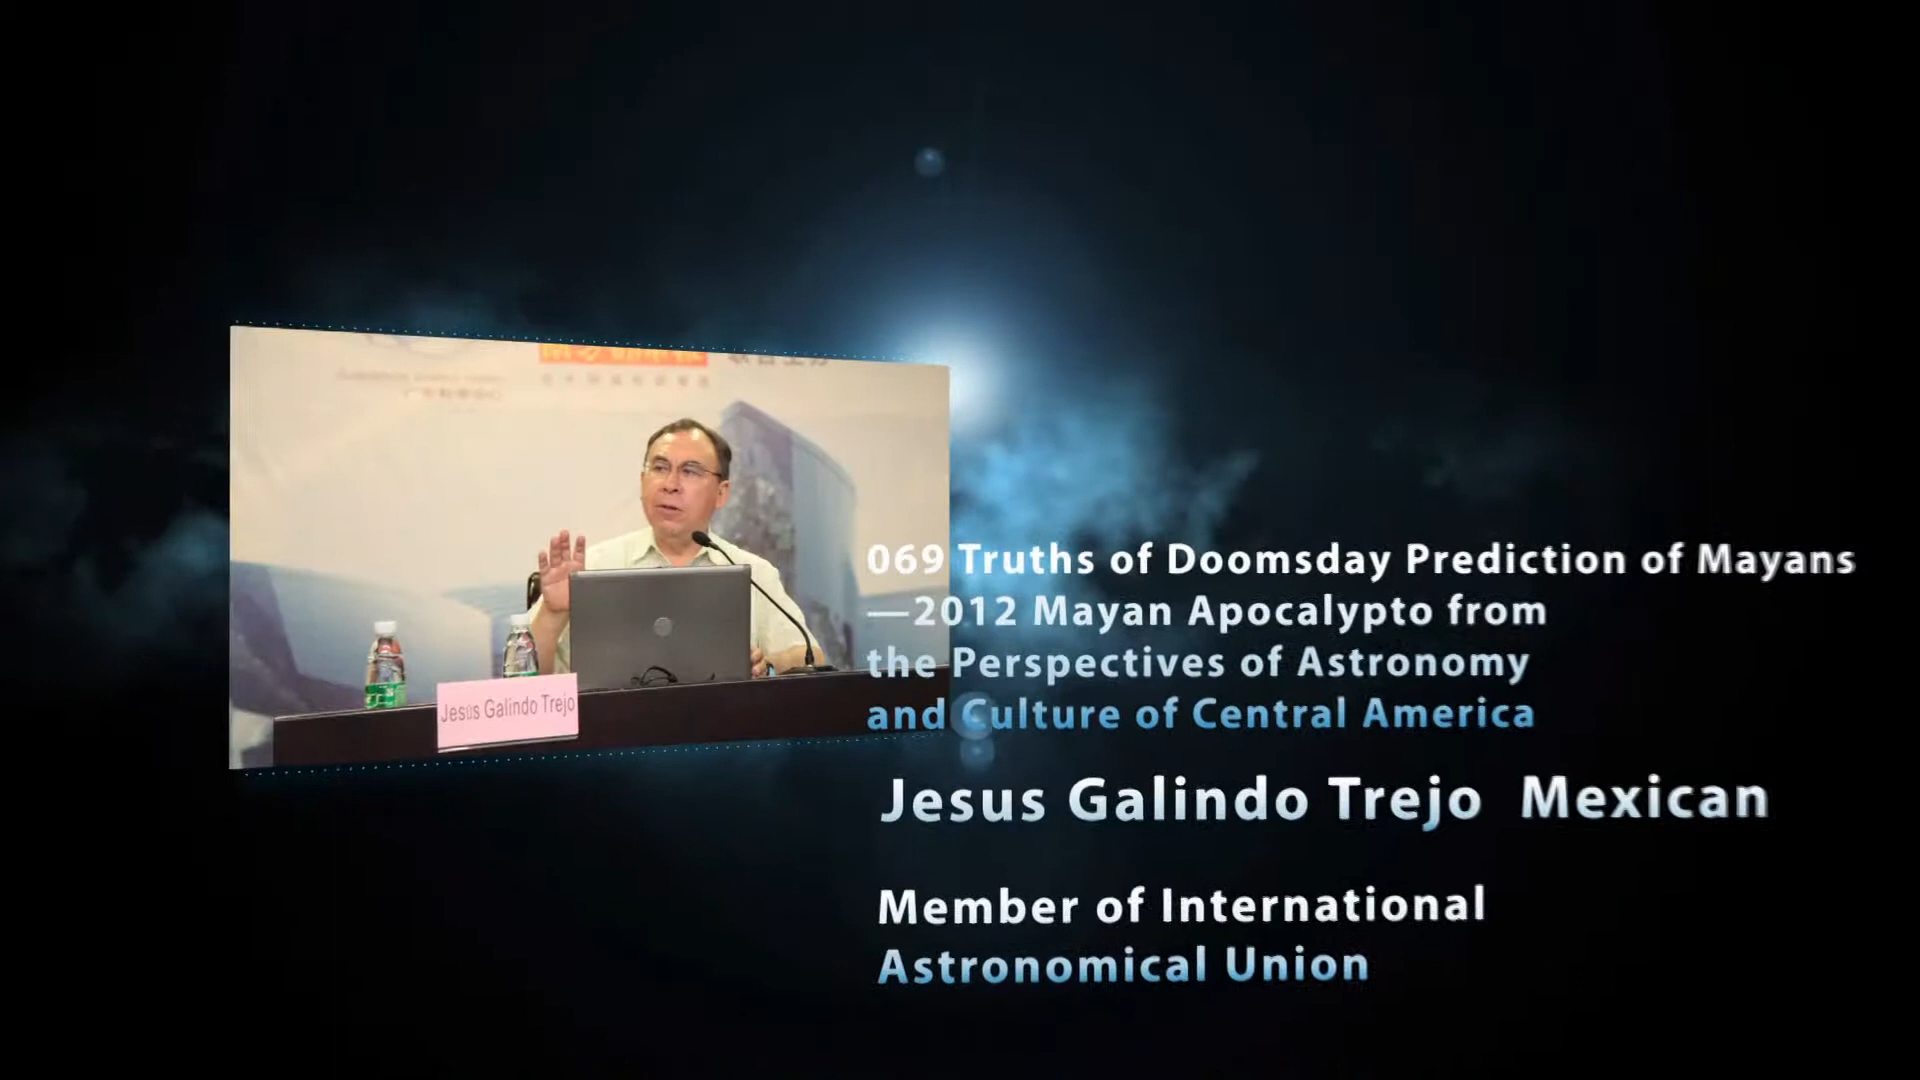 Jesús Galindo Trejo
069 Truths of Doomsday Prediction of Mayans
—2012 Mayan Apocalypto from
the Perspectives of Astronomy
and Culture of Central America
Jesus Galindo Trejo Mexican
Member of International
Astronomical Union